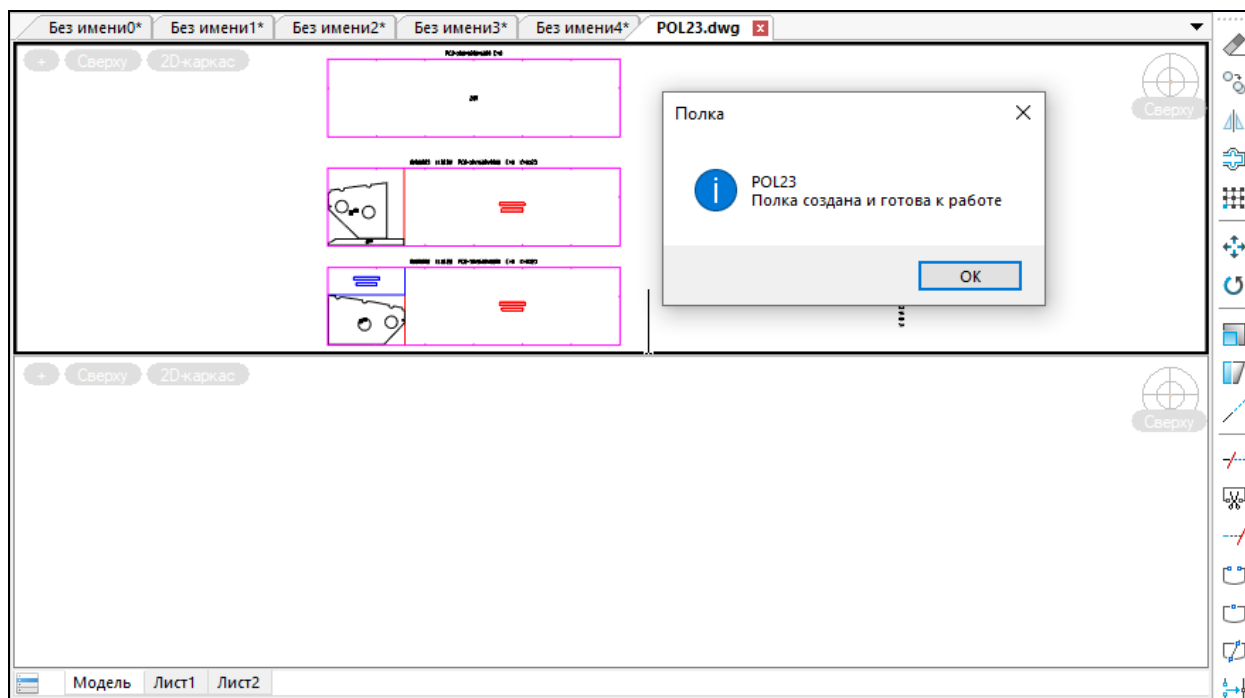 Без имени0* Без имени1* Без имени2* Без имени3* Без имени4* POL23.dwg
+ Сверху 2D-каркас
Сверху
Полка
POL23
Полка создана и готова к работе
OK
+ Сверху 2D-каркас
Сверху
Модель Лист1 Лист2